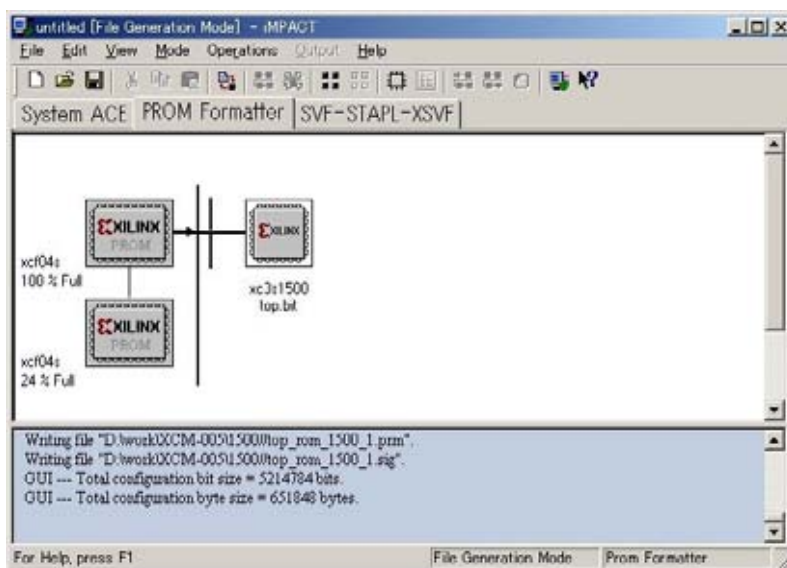 untitled [File Generation Mode] - iMPACT
File Edit View Mode Operations Output Help
System ACE PROM Formatter SVF-STAPL-XSVF
XILINX
PROM
XILINX
xcf04s
100 % Full
xc3s1500
top.bit
XILINX
PROM
xcf04s
24 % Full
Writing file "D:\work\XCM-005\1500\/top_rom_1500_1.prm".
Writing file "D:\work\XCM-005\1500\/top_rom_1500_1.sig".
GUI --- Total configuration bit size = 5214784 bits.
GUI --- Total configuration byte size = 651848 bytes.
For Help, press F1 File Generation Mode Prom Formatter